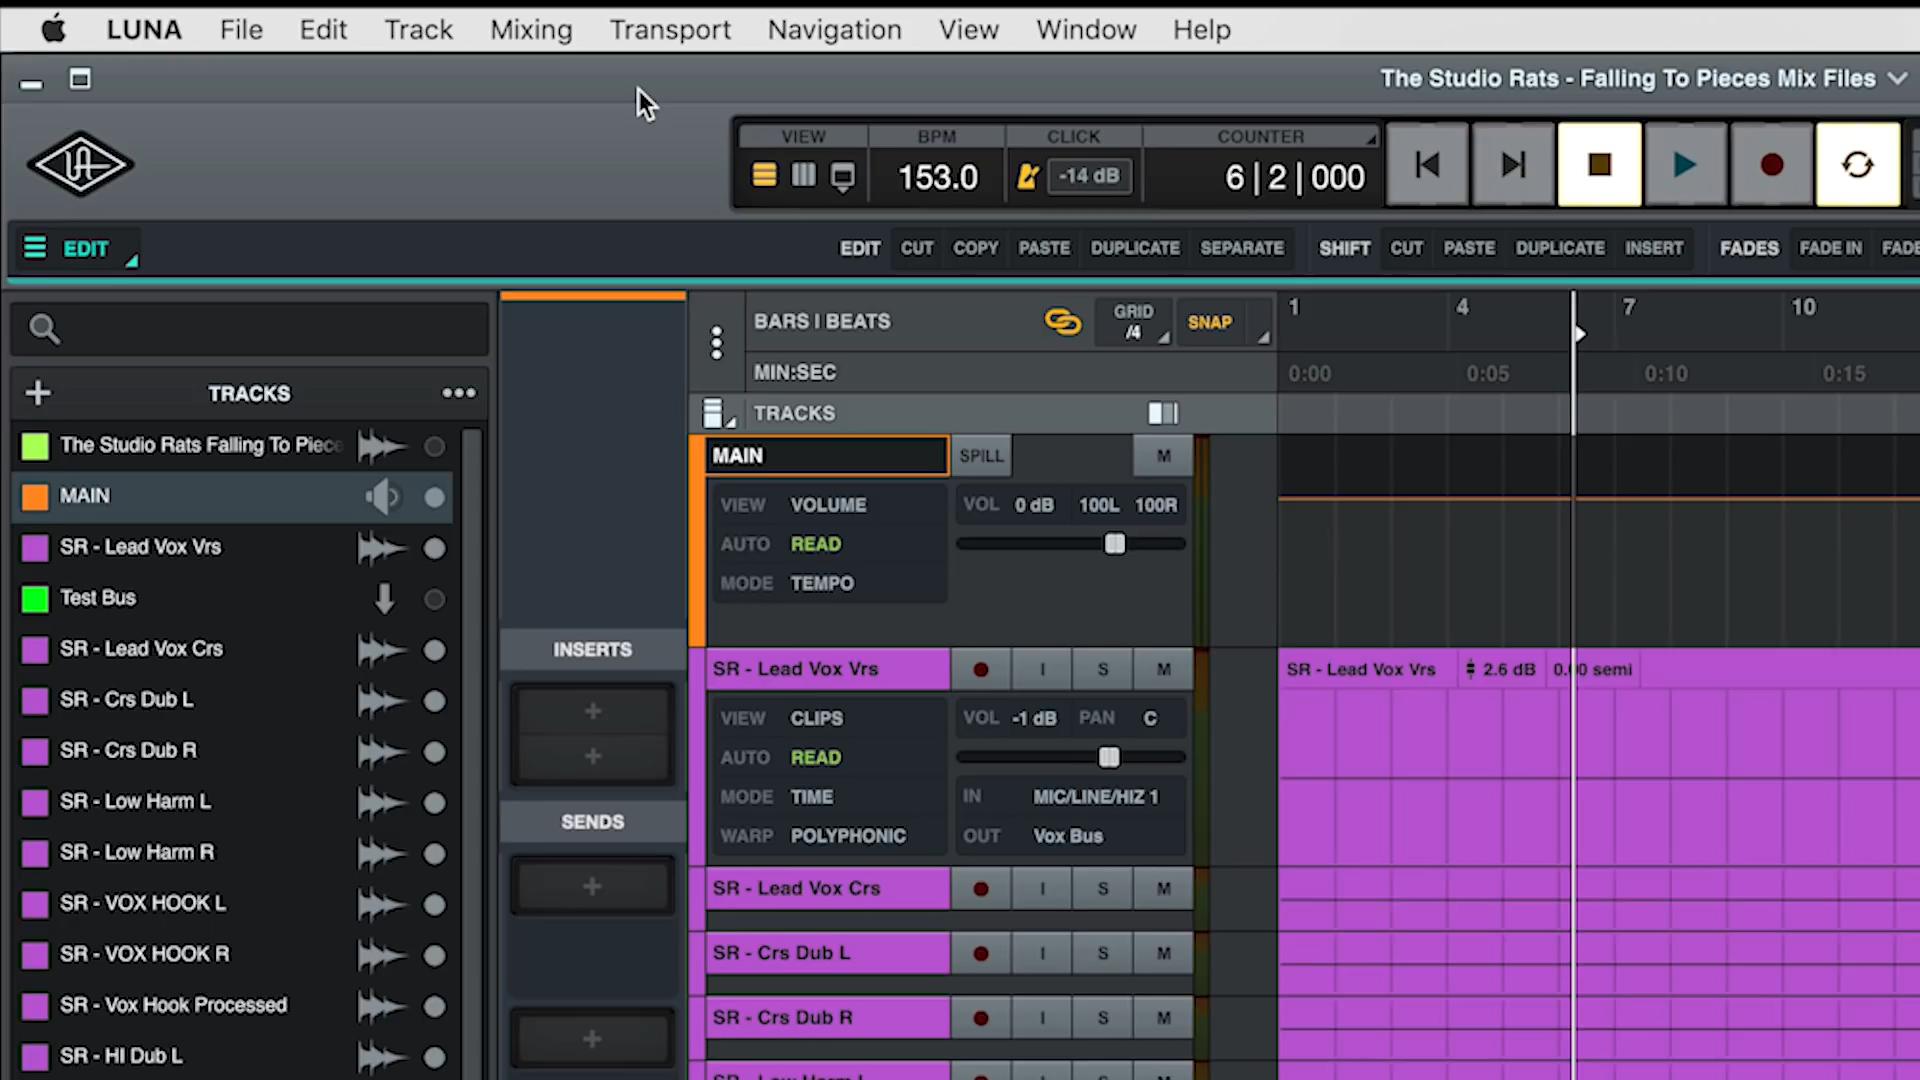 LUNA File Edit Track Mixing Transport Navigation View Window Help
The Studio Rats - Falling To Pieces Mix Files
VIEW BPM CLICK COUNTER
153.0 -14 dB 6|2|000
EDIT EDIT CUT COPY PASTE DUPLICATE SEPARATE SHIFT CUT PASTE DUPLICATE INSERT FADES FADE IN FADE
BARS | BEATS GRID /4 SNAP 1 4 7 10
MIN:SEC 0:00 0:05 0:10 0:15
TRACKS
TRACKS
The Studio Rats Falling To Piece
MAIN
SR - Lead Vox Vrs
Test Bus
SR - Lead Vox Crs
SR - Crs Dub L
SR - Crs Dub R
SR - Low Harm L
SR - Low Harm R
SR - VOX HOOK L
SR - VOX HOOK R
SR - Vox Hook Processed
SR - HI Dub L
INSERTS
+
+
SENDS
+
+
MAIN SPILL M
VIEW VOLUME VOL 0 dB 100L 100R
AUTO READ
MODE TEMPO
SR - Lead Vox Vrs I S M
VIEW CLIPS VOL -1 dB PAN C
AUTO READ
MODE TIME IN MIC/LINE/HIZ 1
WARP POLYPHONIC OUT Vox Bus
SR - Lead Vox Crs I S M
SR - Crs Dub L I S M
SR - Crs Dub R I S M
SR - Lead Vox Vrs 2.6 dB 0.00 semi